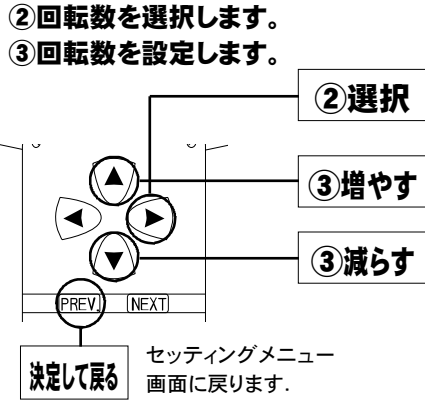 ②回転数を選択します。
③回転数を設定します。
②選択
③増やす
③減らす
PREV.
NEXT
決定して戻る
セッティングメニュー
画面に戻ります.